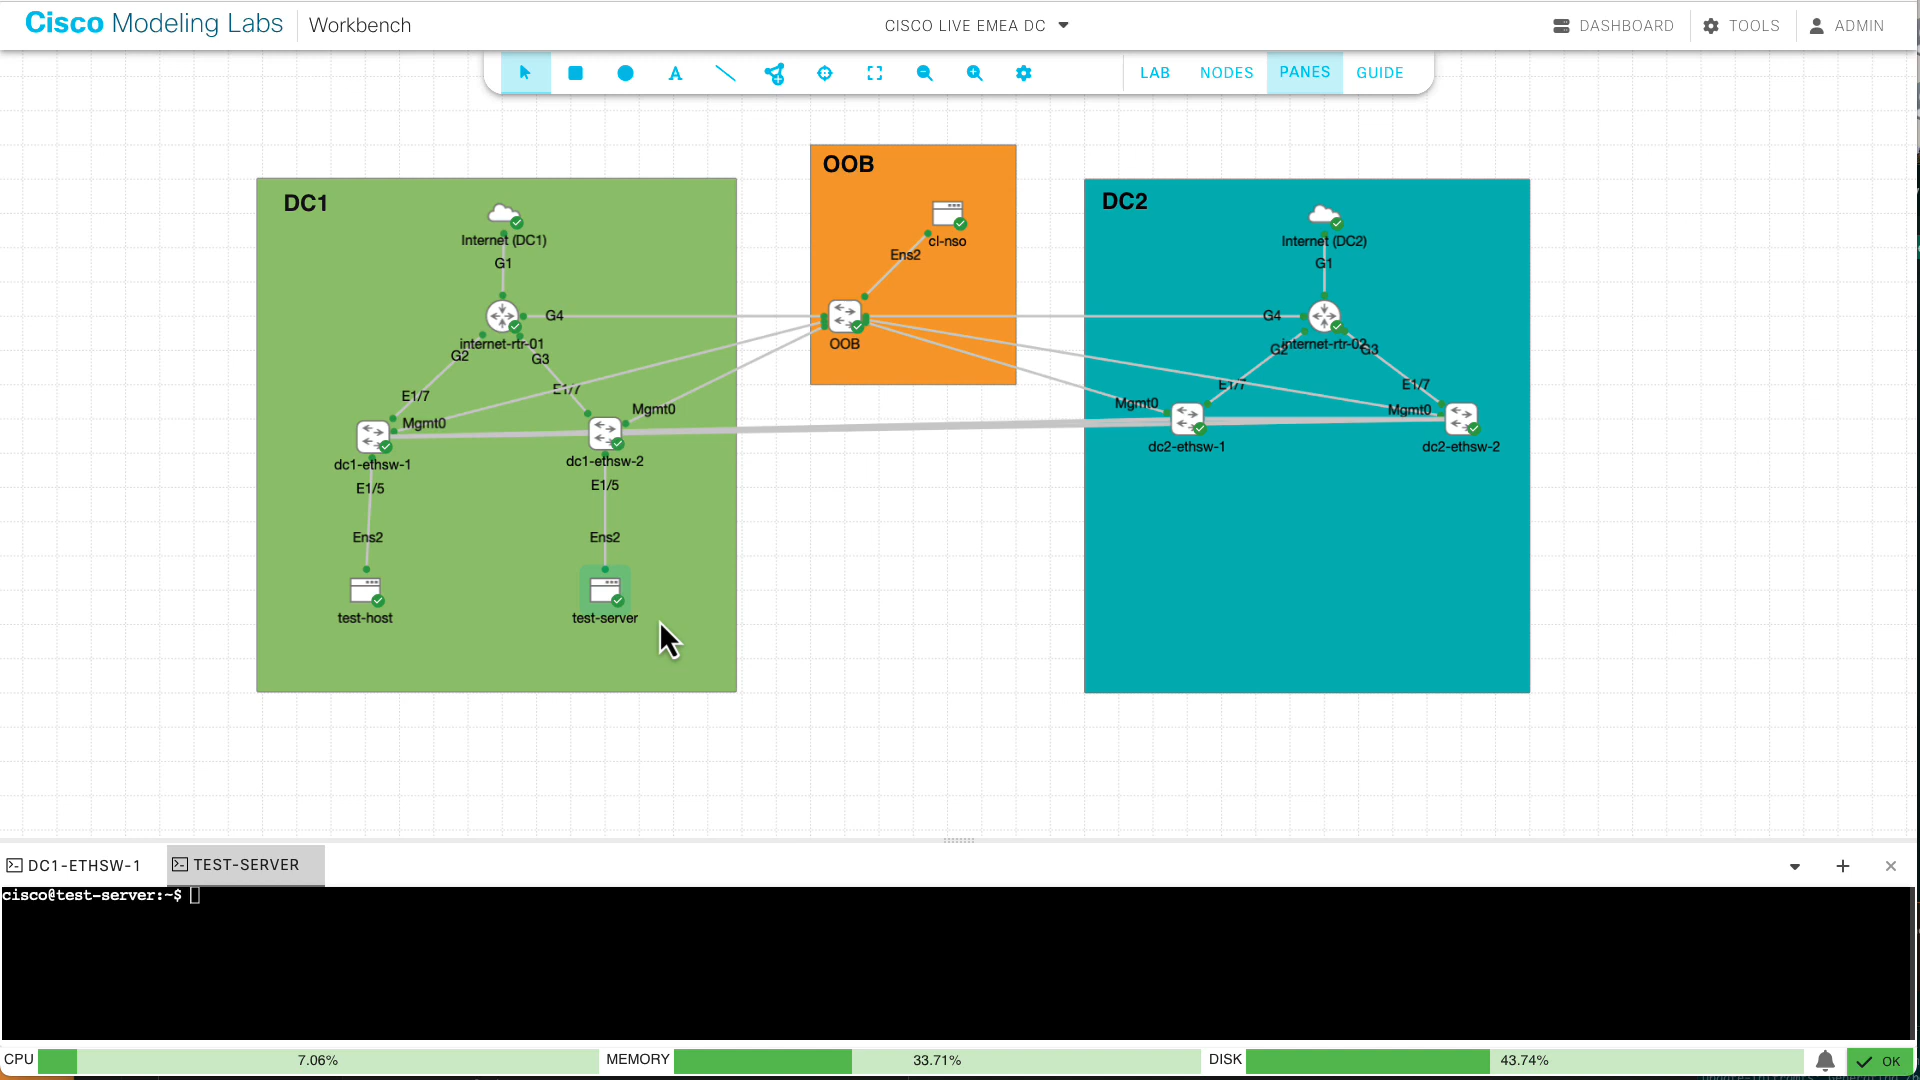 Cisco Modeling Labs
Workbench
CISCO LIVE EMEA DC
DASHBOARD
TOOLS
ADMIN
LAB
NODES
PANES
GUIDE
OOB
DC1
DC2
Internet (DC1)
cl-nso
Internet (DC2)
Ens2
G1
G1
G4
G4
internet-rtr-01
OOB
internet-rtr-02
G2
G3
G2
G3
E1/7
E1/7
E1/7
E1/7
Mgmt0
Mgmt0
Mgmt0
Mgmt0
dc1-ethsw-1
dc1-ethsw-2
dc2-ethsw-1
dc2-ethsw-2
E1/5
E1/5
Ens2
Ens2
test-host
test-server
DC1-ETHSW-1
TEST-SERVER
cisco@test-server:~$
CPU
7.06%
MEMORY
33.71%
DISK
43.74%
OK